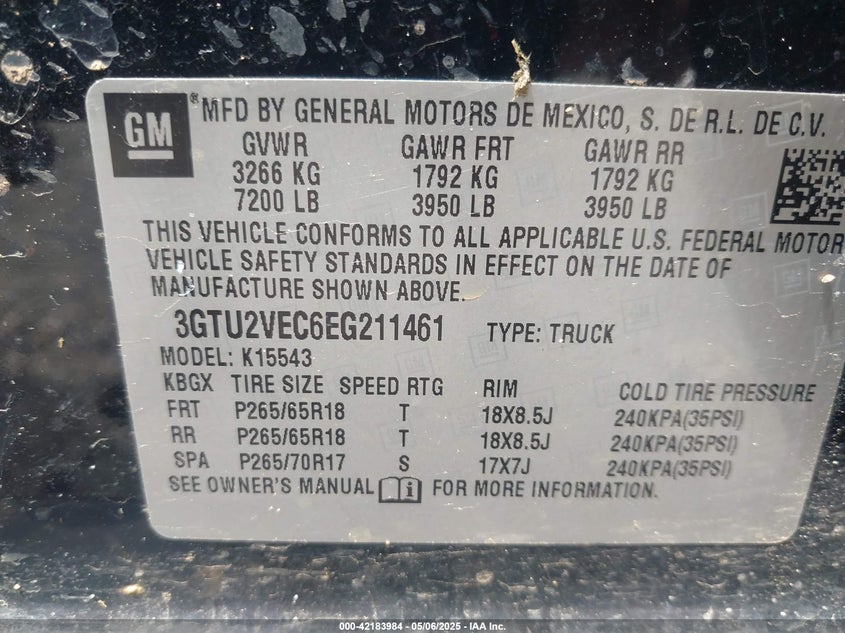 GM
® MFD BY GENERAL MOTORS DE MEXICO, S. DE R.L. DE C.V.
GVWR GAWR FRT GAWR RR
3266 KG 1792 KG 1792 KG
7200 LB 3950 LB 3950 LB
THIS VEHICLE CONFORMS TO ALL APPLICABLE U.S. FEDERAL MOTOR
VEHICLE SAFETY STANDARDS IN EFFECT ON THE DATE OF
MANUFACTURE SHOWN ABOVE.
3GTU2VEC6EG211461 TYPE: TRUCK
MODEL: K15543
KBGX TIRE SIZE SPEED RTG RIM COLD TIRE PRESSURE
FRT P265/65R18 T 18X8.5J 240KPA(35PSI)
RR P265/65R18 T 18X8.5J 240KPA(35PSI)
SPA P265/70R17 S 17X7J 240KPA(35PSI)
SEE OWNER'S MANUAL i FOR MORE INFORMATION.
000-42183984 - 05/06/2025 - IAA Inc.